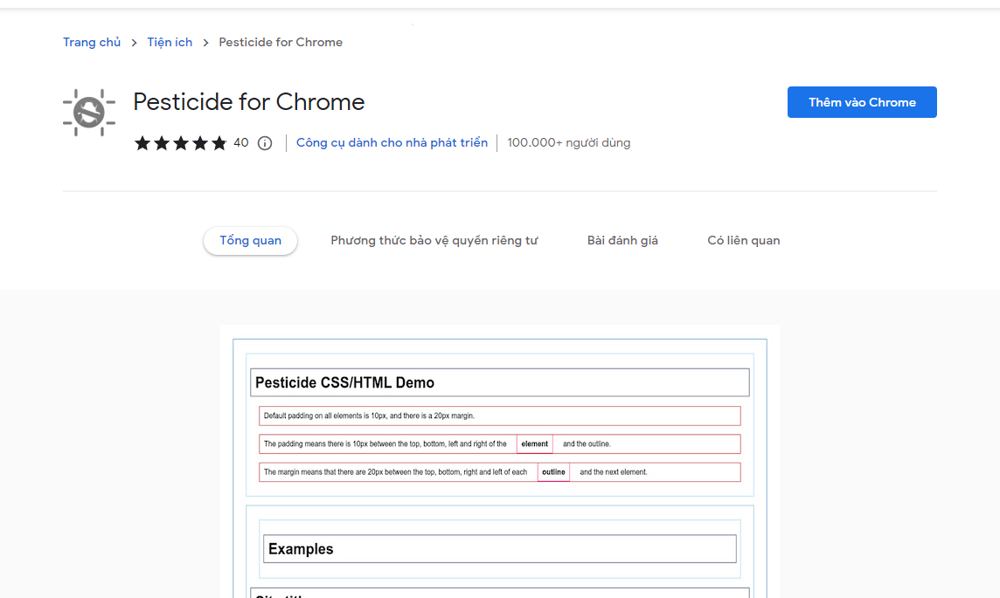 Trang chủ > Tiện ích > Pesticide for Chrome
Pesticide for Chrome
Thêm vào Chrome
40
Công cụ dành cho nhà phát triển
100.000+ người dùng
Tổng quan
Phương thức bảo vệ quyền riêng tư
Bài đánh giá
Có liên quan
Pesticide CSS/HTML Demo
Default padding on all elements is 10px, and there is a 20px margin.
The padding means there is 10px between the top, bottom, left and right of the element and the outline.
The margin means that there are 20px between the top, bottom, right and left of each outline and the next element.
Examples